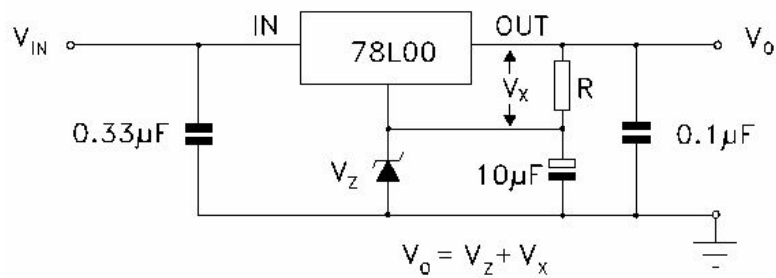 V_IN
IN
78L00
OUT
V_o
V_x
R
0.33µF
V_z
10µF
0.1µF
V_o = V_z + V_x